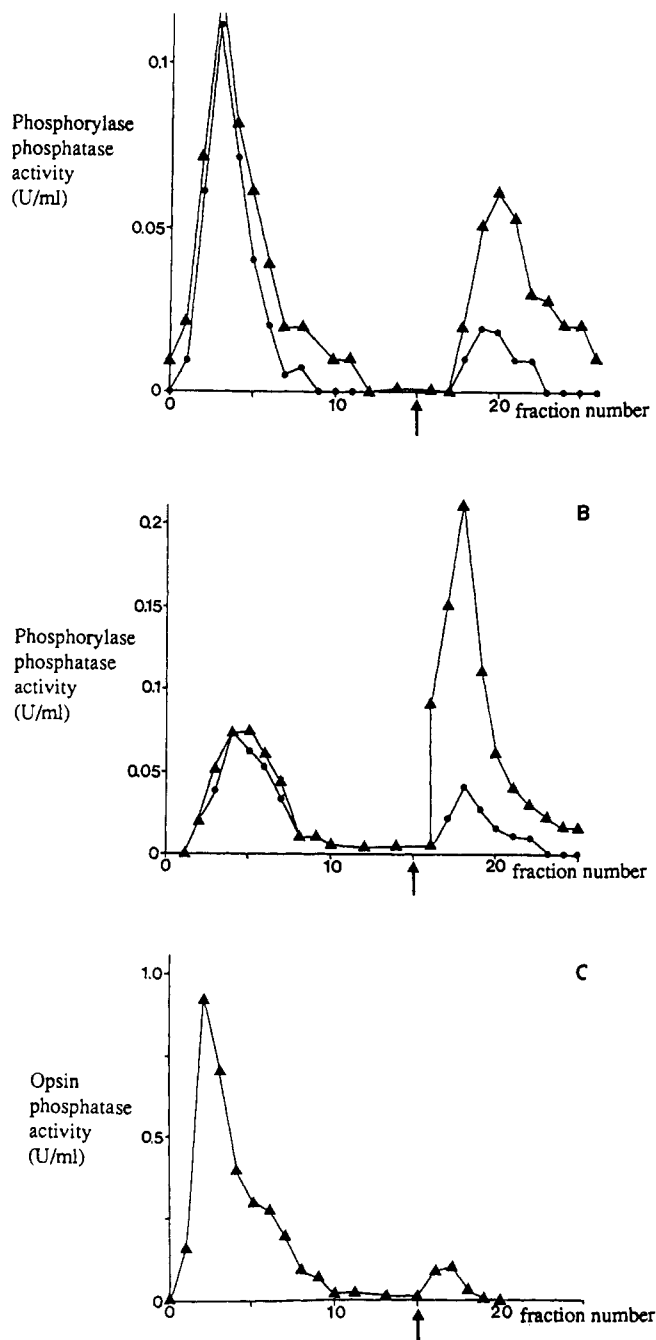 0.1
Phosphorylase
phosphatase
activity
(U/ml)
0.05
0
0
10
20
fraction number
B
0.2
0.15
Phosphorylase
phosphatase
activity
(U/ml)
0.1
0.05
0
0
10
20
fraction number
C
1.0
Opsin
phosphatase
activity
(U/ml)
0.5
0
0
10
20
fraction number